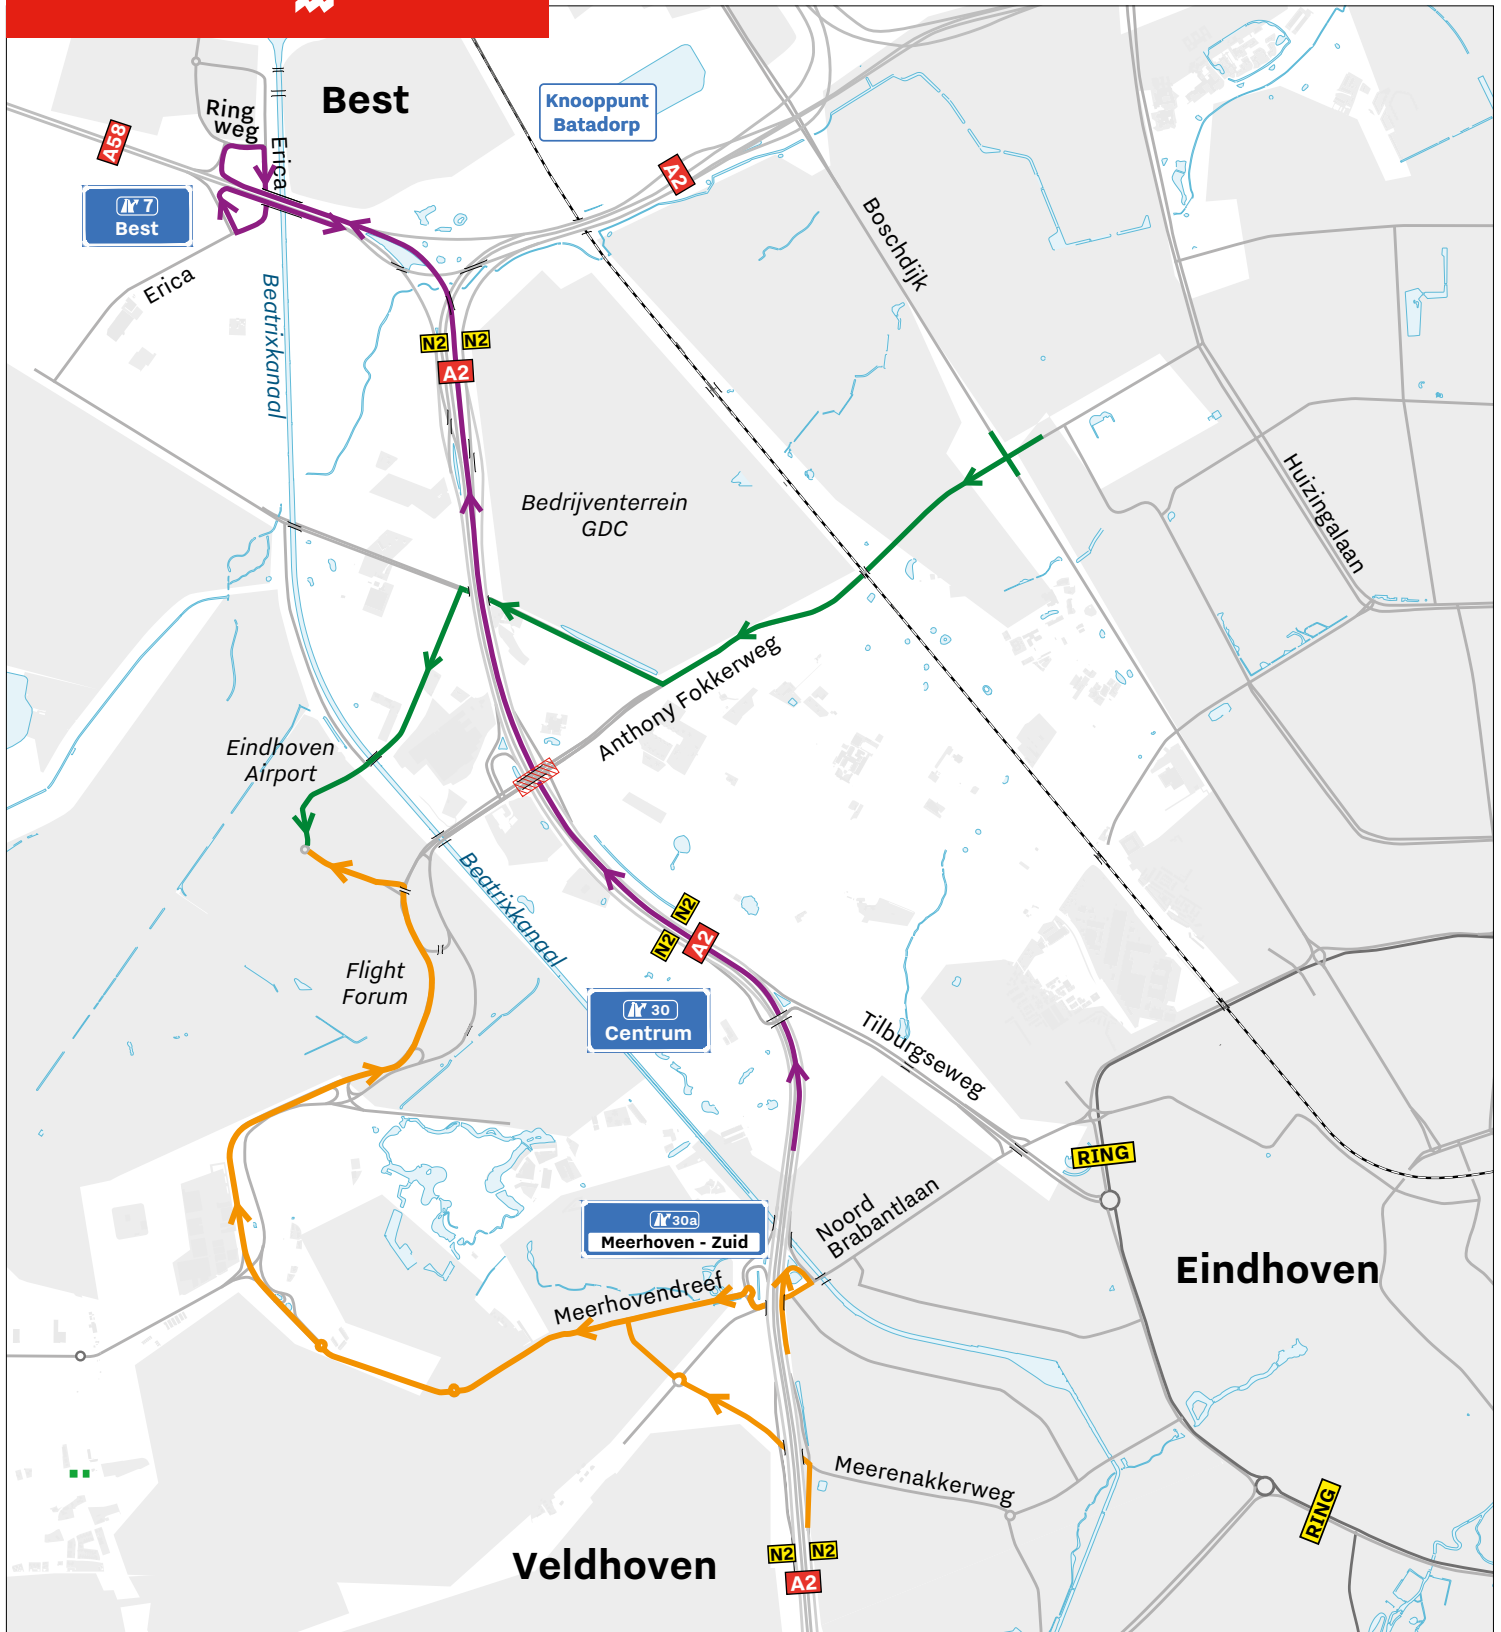 Best
Knooppunt
Batadorp
Ring
weg
Erica
A58
A2
7
Best
Boschdijk
Erica
Beatrixkanaal
N2
N2
A2
Huizingalaan
Bedrijventerrein
GDC
Anthony Fokkerweg
Eindhoven
Airport
Beatrixkanaal
N2
N2
A2
Flight
Forum
30
Centrum
Tilburgseweg
RING
30a
Meerhoven - Zuid
Noord
Brabantlaan
Eindhoven
Meerhovendreef
Meerenakkerweg
RING
Veldhoven
N2
N2
A2